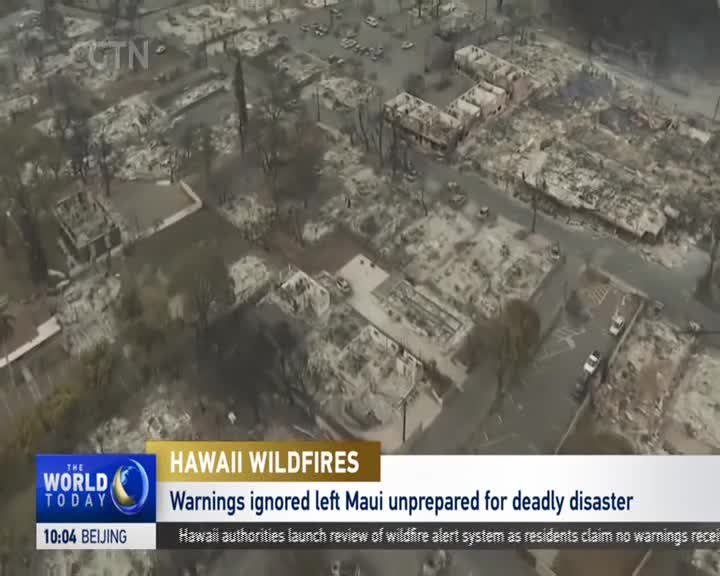 CGTN
HAWAII WILDFIRES
THE
WORLD
TODAY
Warnings ignored left Maui unprepared for deadly disaster
10:04 BEIJING
Hawaii authorities launch review of wildfire alert system as residents claim no warnings recei